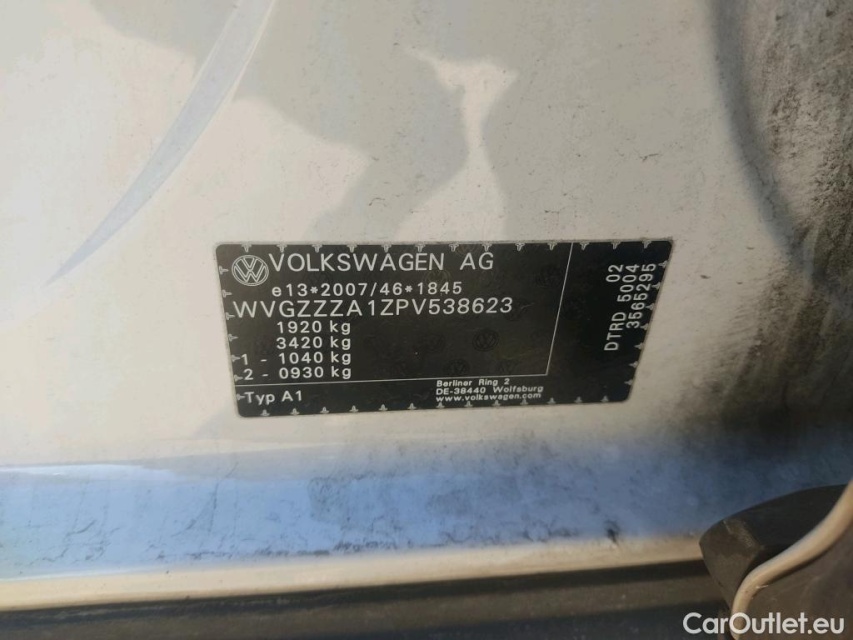 VOLKSWAGEN AG
e13*2007/46*1845
WVGZZZA1ZPV538623
1920 kg
3420 kg
1 - 1040 kg
2 - 0930 kg
Typ A1
Berliner Ring 2
DE-38440 Wolfsburg
www.volkswagen.com
02
DTRD 5004
3565295
CarOutlet.eu